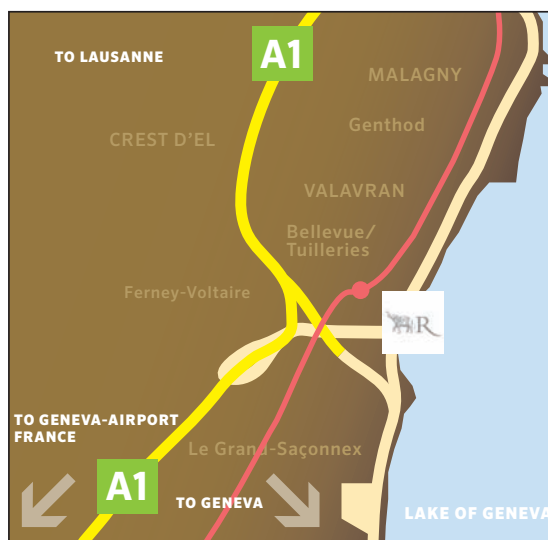 TO LAUSANNE
A1
MALAGNY
Genthod
CREST D'EL
VALAVRAN
Bellevue/
Tuilleries
Ferney-Voltaire
R
TO GENEVA-AIRPORT
FRANCE
Le Grand-Saçonnex
A1
TO GENEVA
LAKE OF GENEVA